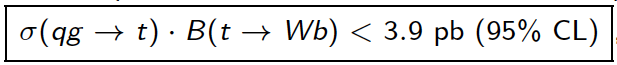 σ(qg → t) · B(t → Wb) < 3.9 pb (95% CL)